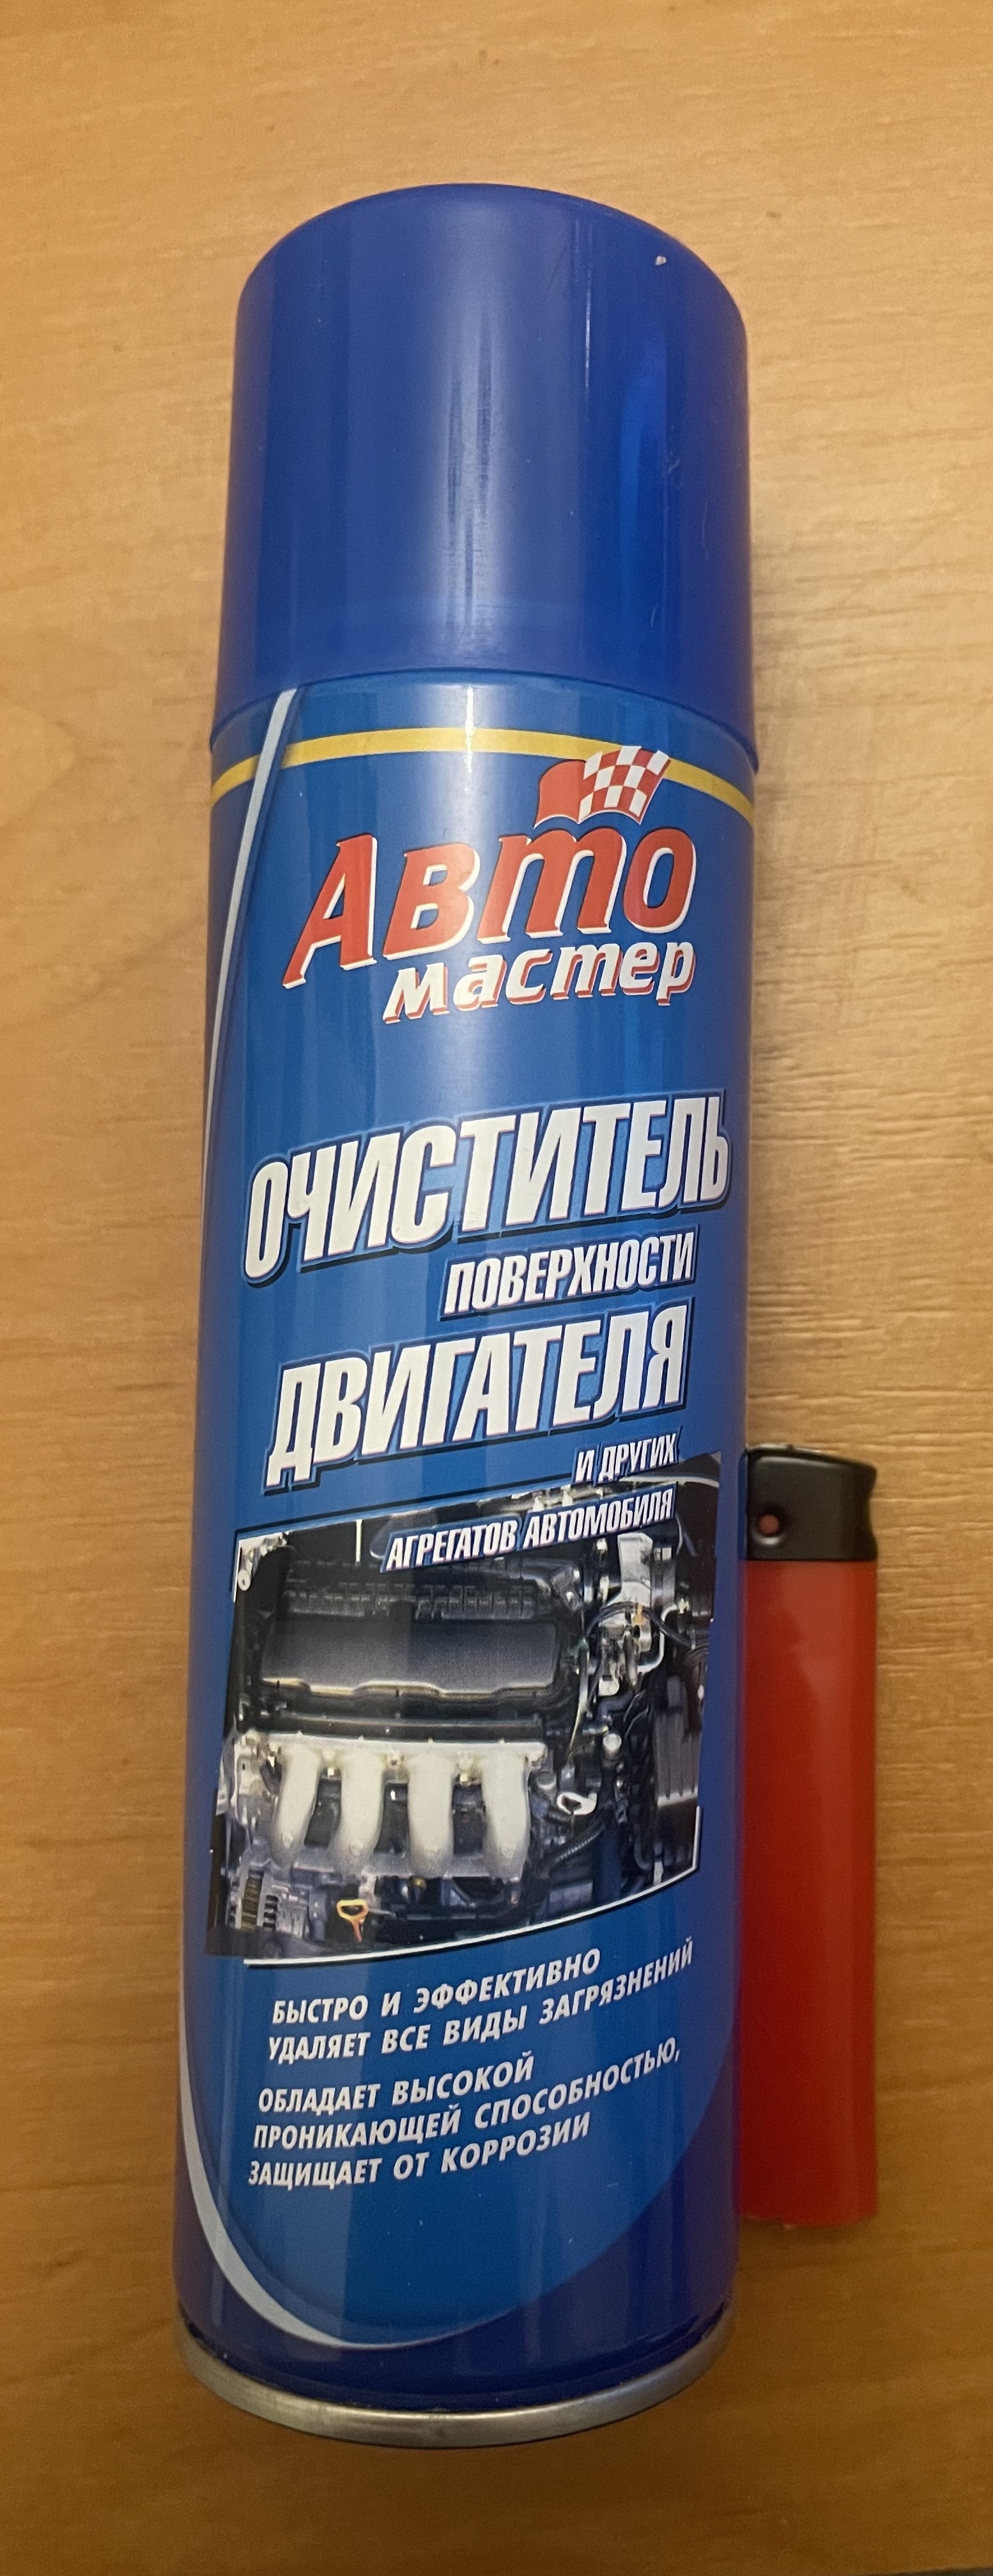 Авто
мастер
ОЧИСТИТЕЛЬ
ПОВЕРХНОСТИ
ДВИГАТЕЛЯ
И ДРУГИХ
АГРЕГАТОВ АВТОМОБИЛЯ
БЫСТРО И ЭФФЕКТИВНО
УДАЛЯЕТ ВСЕ ВИДЫ ЗАГРЯЗНЕНИЙ
ОБЛАДАЕТ ВЫСОКОЙ
ПРОНИКАЮЩЕЙ СПОСОБНОСТЬЮ,
ЗАЩИЩАЕТ ОТ КОРРОЗИИ